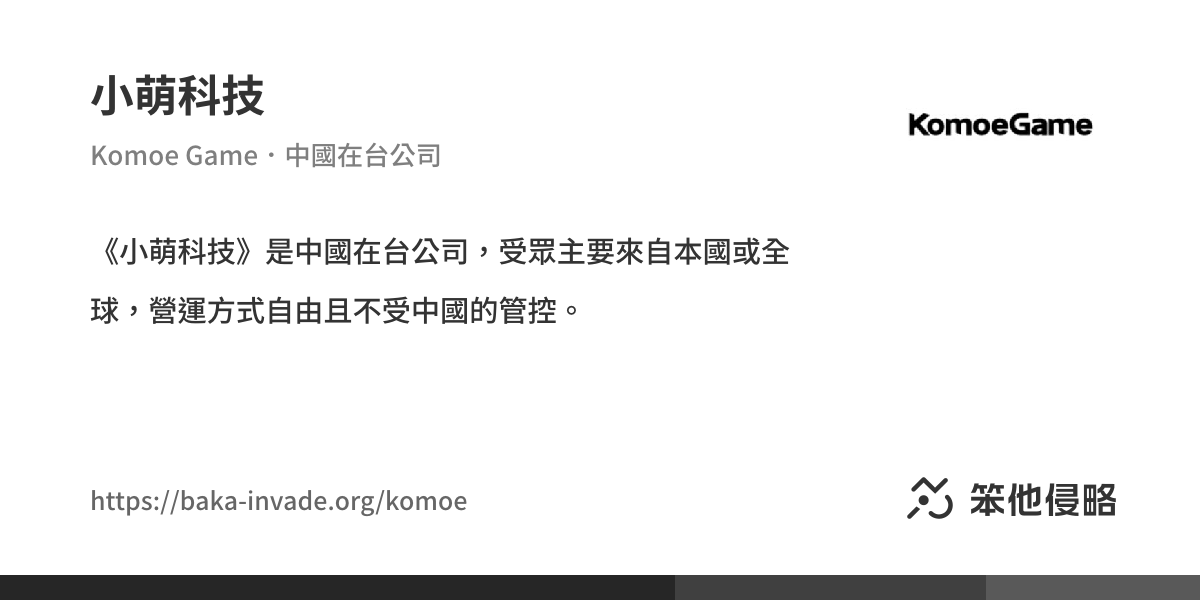 小萌科技
KomoeGame
Komoe Game・中國在台公司
《小萌科技》是中國在台公司，受眾主要來自本國或全
球，營運方式自由且不受中國的管控。
https://baka-invade.org/komoe
笨他侵略